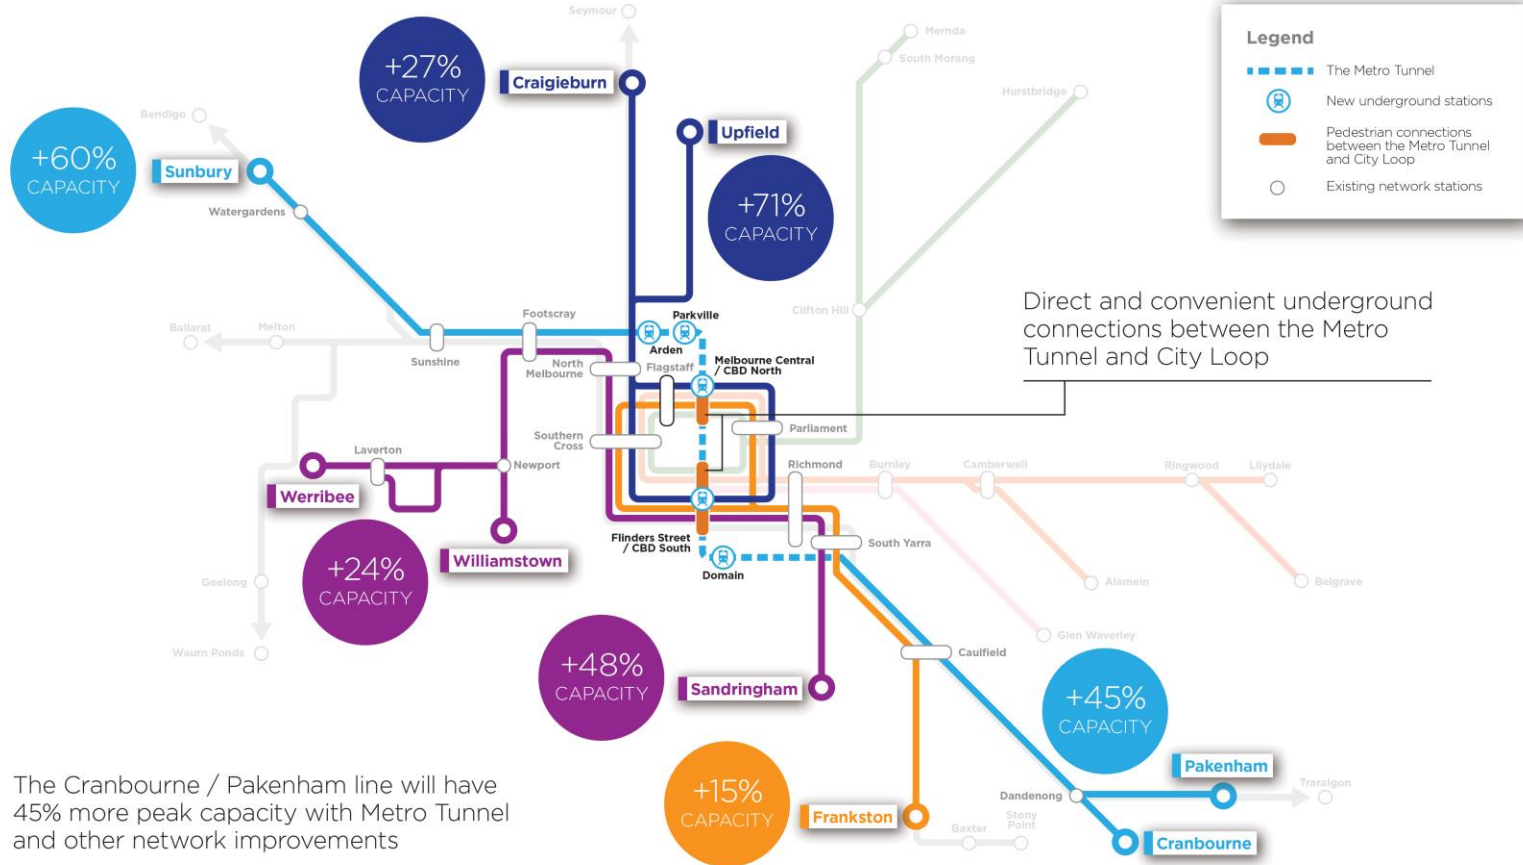 Seymour
+27%
CAPACITY
Craigieburn
Mernda
South Morang
Hurstbridge
Legend
The Metro Tunnel
New underground stations
Pedestrian connections
between the Metro Tunnel
and City Loop
Existing network stations
Bendigo
+60%
CAPACITY
Sunbury
Watergardens
Upfield
+71%
CAPACITY
Clifton Hill
Direct and convenient underground
connections between the Metro
Tunnel and City Loop
Ballarat
Melton
Sunshine
Footscray
North
Melbourne
Arden
Parkville
Flagstaff
Melbourne Central
/ CBD North
Southern
Cross
Parliament
Laverton
Newport
Werribee
Williamstown
+24%
CAPACITY
Richmond
Burnley
Camberwell
Ringwood
Lilydale
Flinders Street
/ CBD South
Domain
South Yarra
Alamein
Belgrave
Glen Waverley
Geelong
Waurn Ponds
Caulfield
+48%
CAPACITY
Sandringham
+45%
CAPACITY
Pakenham
Traralgon
Dandenong
Cranbourne
+15%
CAPACITY
Frankston
Baxter
Stony
Point
The Cranbourne / Pakenham line will have
45% more peak capacity with Metro Tunnel
and other network improvements